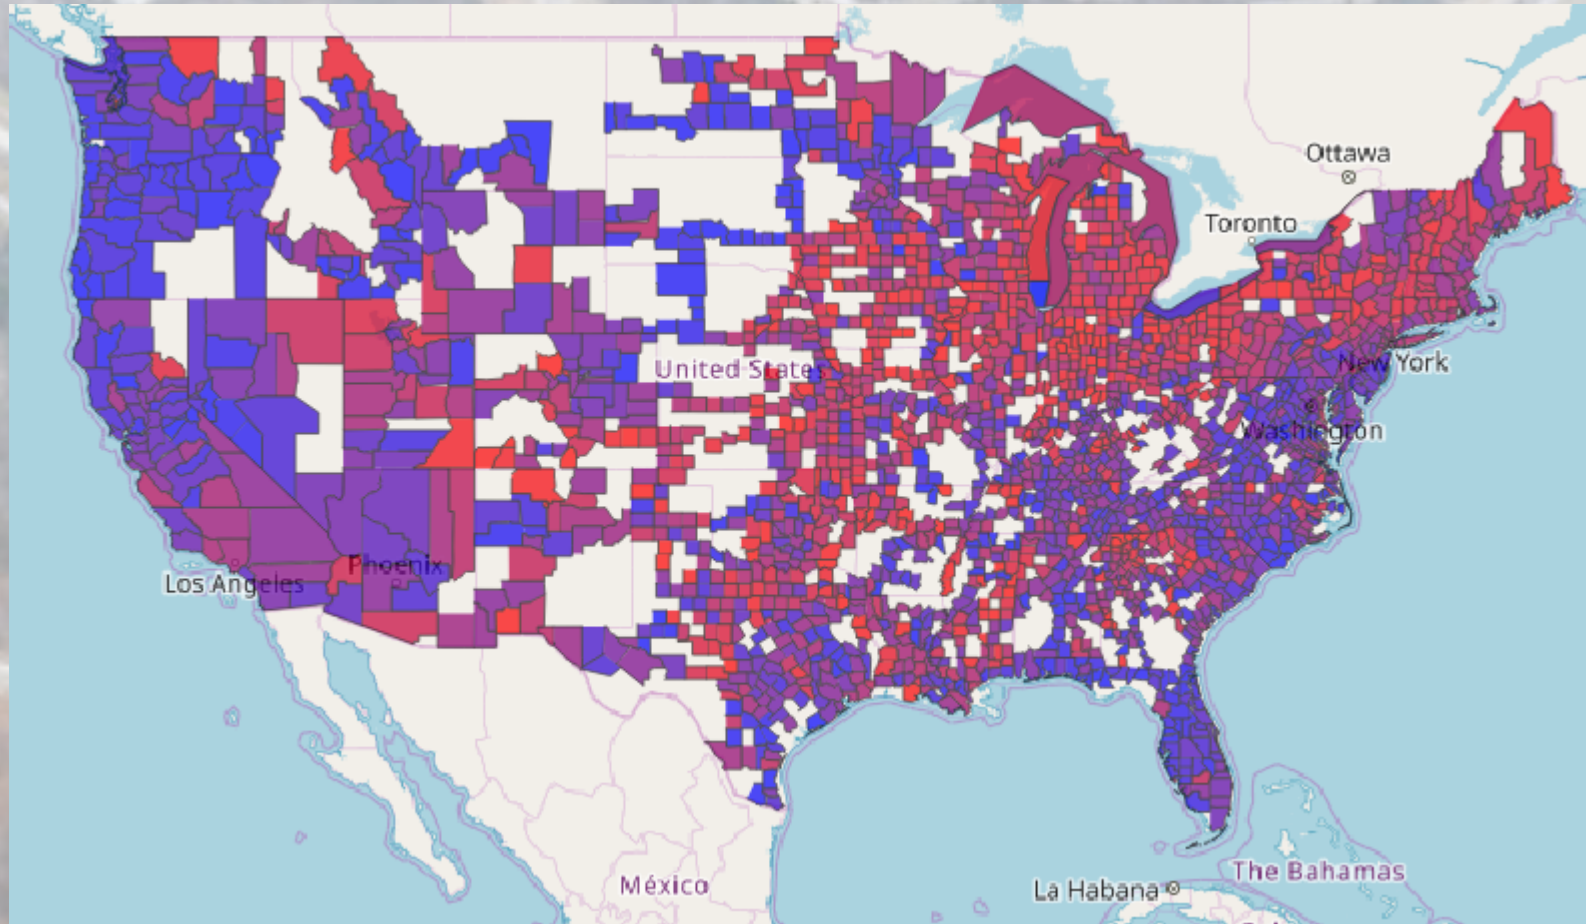 Ottawa
Toronto
United States
New York
Washington
Los Angeles
Phoenix
México
La Habana
The Bahamas